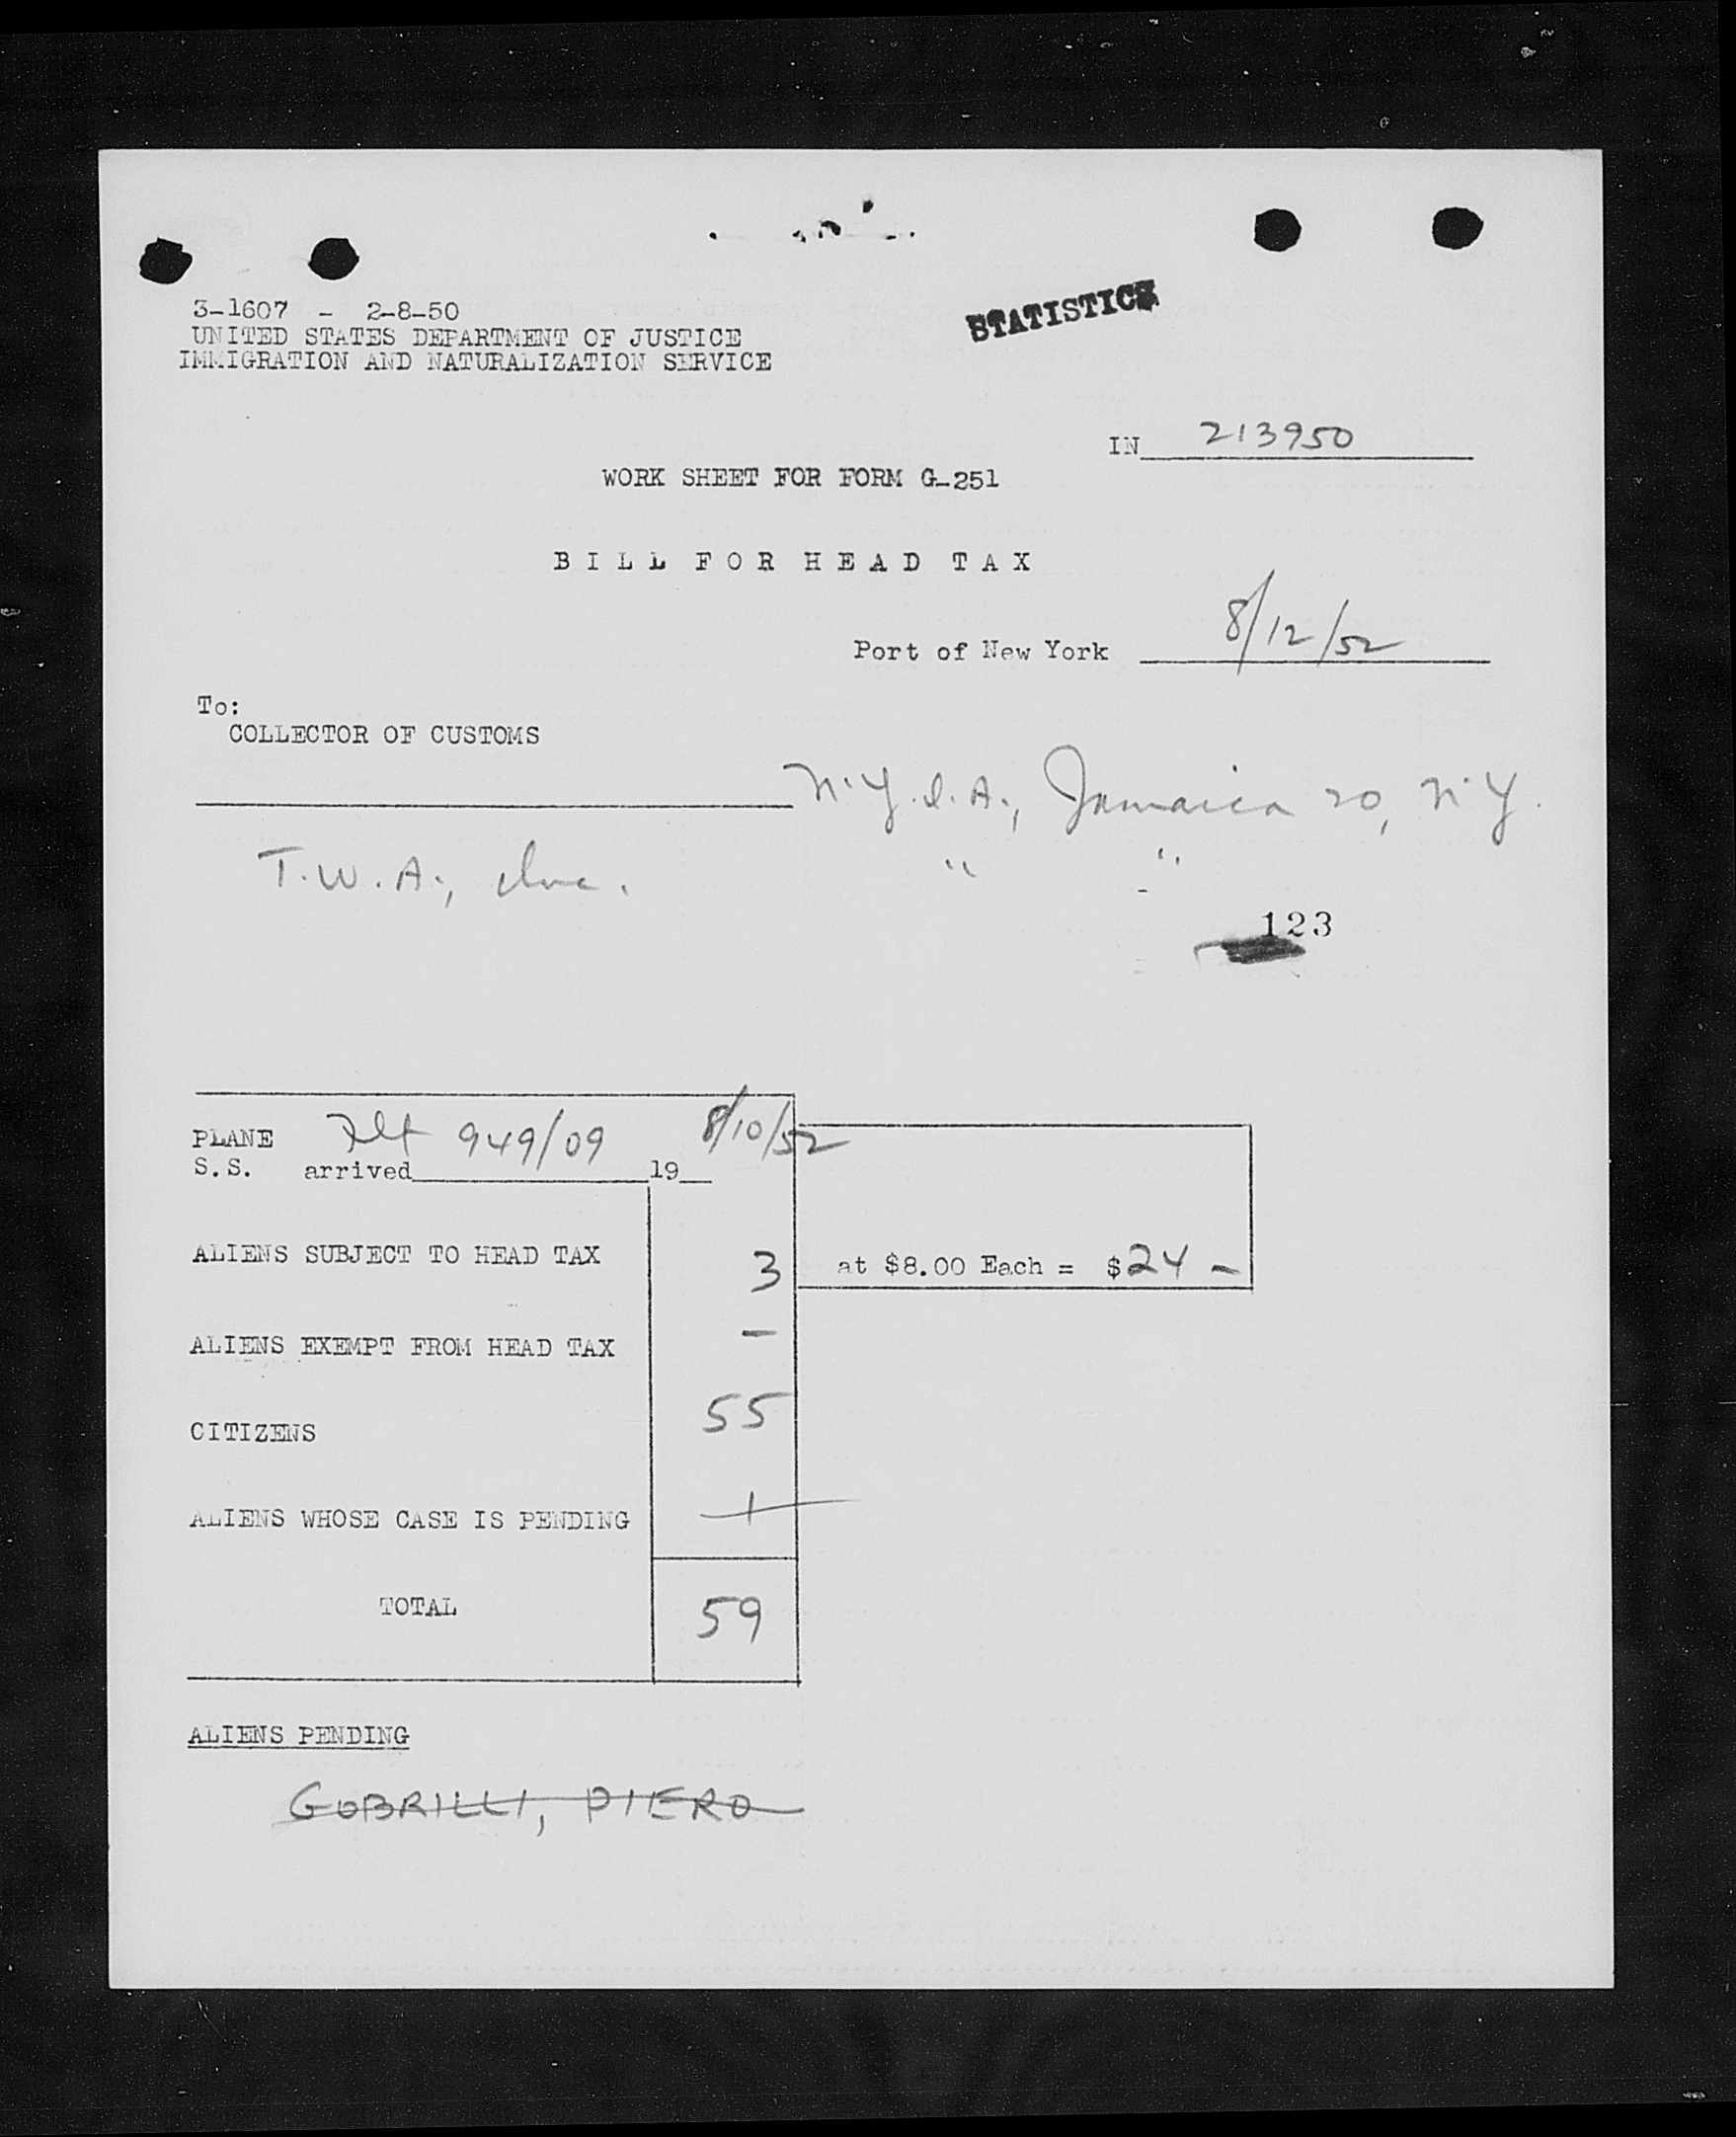 STATISTICS
3-1607 - 2-8-50
UNITED STATES DEPARTMENT OF JUSTICE
IMMIGRATION AND NATURALIZATION SERVICE
IN 213950
WORK SHEET FOR FORM G-251
BILL FOR HEAD TAX
Port of New York 8/12/52
To:
COLLECTOR OF CUSTOMS
N.Y.I.A., Jamaica 20, N.Y.
T.W.A., Inc. " "
123
PLANE Flt 949/09 8/10/52
S.S. arrived 19
ALIENS SUBJECT TO HEAD TAX 3 at $8.00 Each = $24 -
ALIENS EXEMPT FROM HEAD TAX -
CITIZENS 55
ALIENS WHOSE CASE IS PENDING 1
TOTAL 59
ALIENS PENDING
GOBRILLI, PIERO